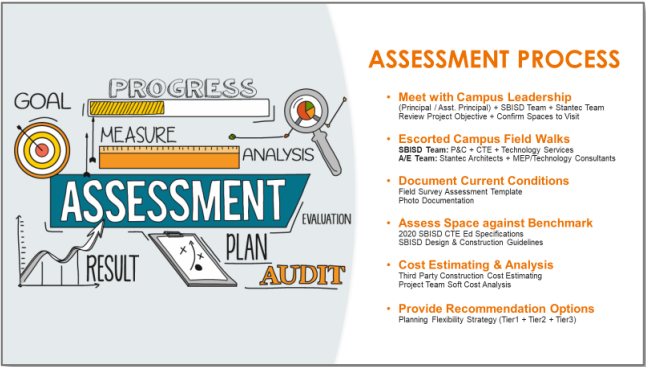 PROGRESS
GOAL
MEASURE
ANALYSIS
ASSESSMENT
EVALUATION
PLAN
RESULT
AUDIT
ASSESSMENT PROCESS
• Meet with Campus Leadership
(Principal / Asst. Principal) + SBISD Team + Stantec Team
Review Project Objective + Confirm Spaces to Visit
• Escorted Campus Field Walks
SBISD Team: P&C + CTE + Technology Services
A/E Team: Stantec Architects + MEP/Technology Consultants
• Document Current Conditions
Field Survey Assessment Template
Photo Documentation
• Assess Space against Benchmark
2020 SBISD CTE Ed Specifications
SBISD Design & Construction Guidelines
• Cost Estimating & Analysis
Third Party Construction Cost Estimating
Project Team Soft Cost Analysis
• Provide Recommendation Options
Planning Flexibility Strategy (Tier1 + Tier2 + Tier3)